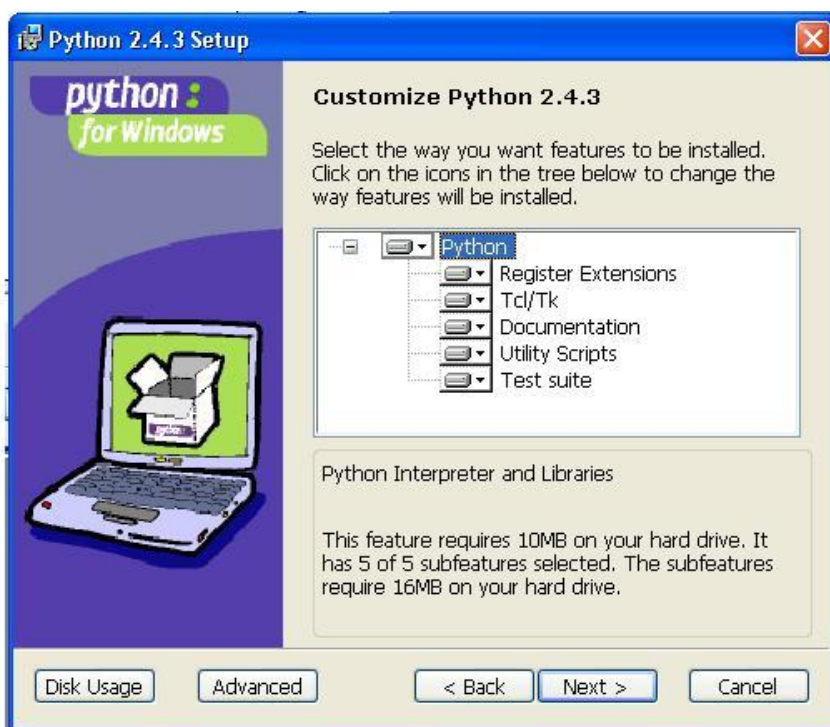 Python 2.4.3 Setup
python :
for Windows
Customize Python 2.4.3
Select the way you want features to be installed.
Click on the icons in the tree below to change the
way features will be installed.
Python
Register Extensions
Tcl/Tk
Documentation
Utility Scripts
Test suite
Python Interpreter and Libraries
This feature requires 10MB on your hard drive. It
has 5 of 5 subfeatures selected. The subfeatures
require 16MB on your hard drive.
Disk Usage
Advanced
< Back
Next >
Cancel